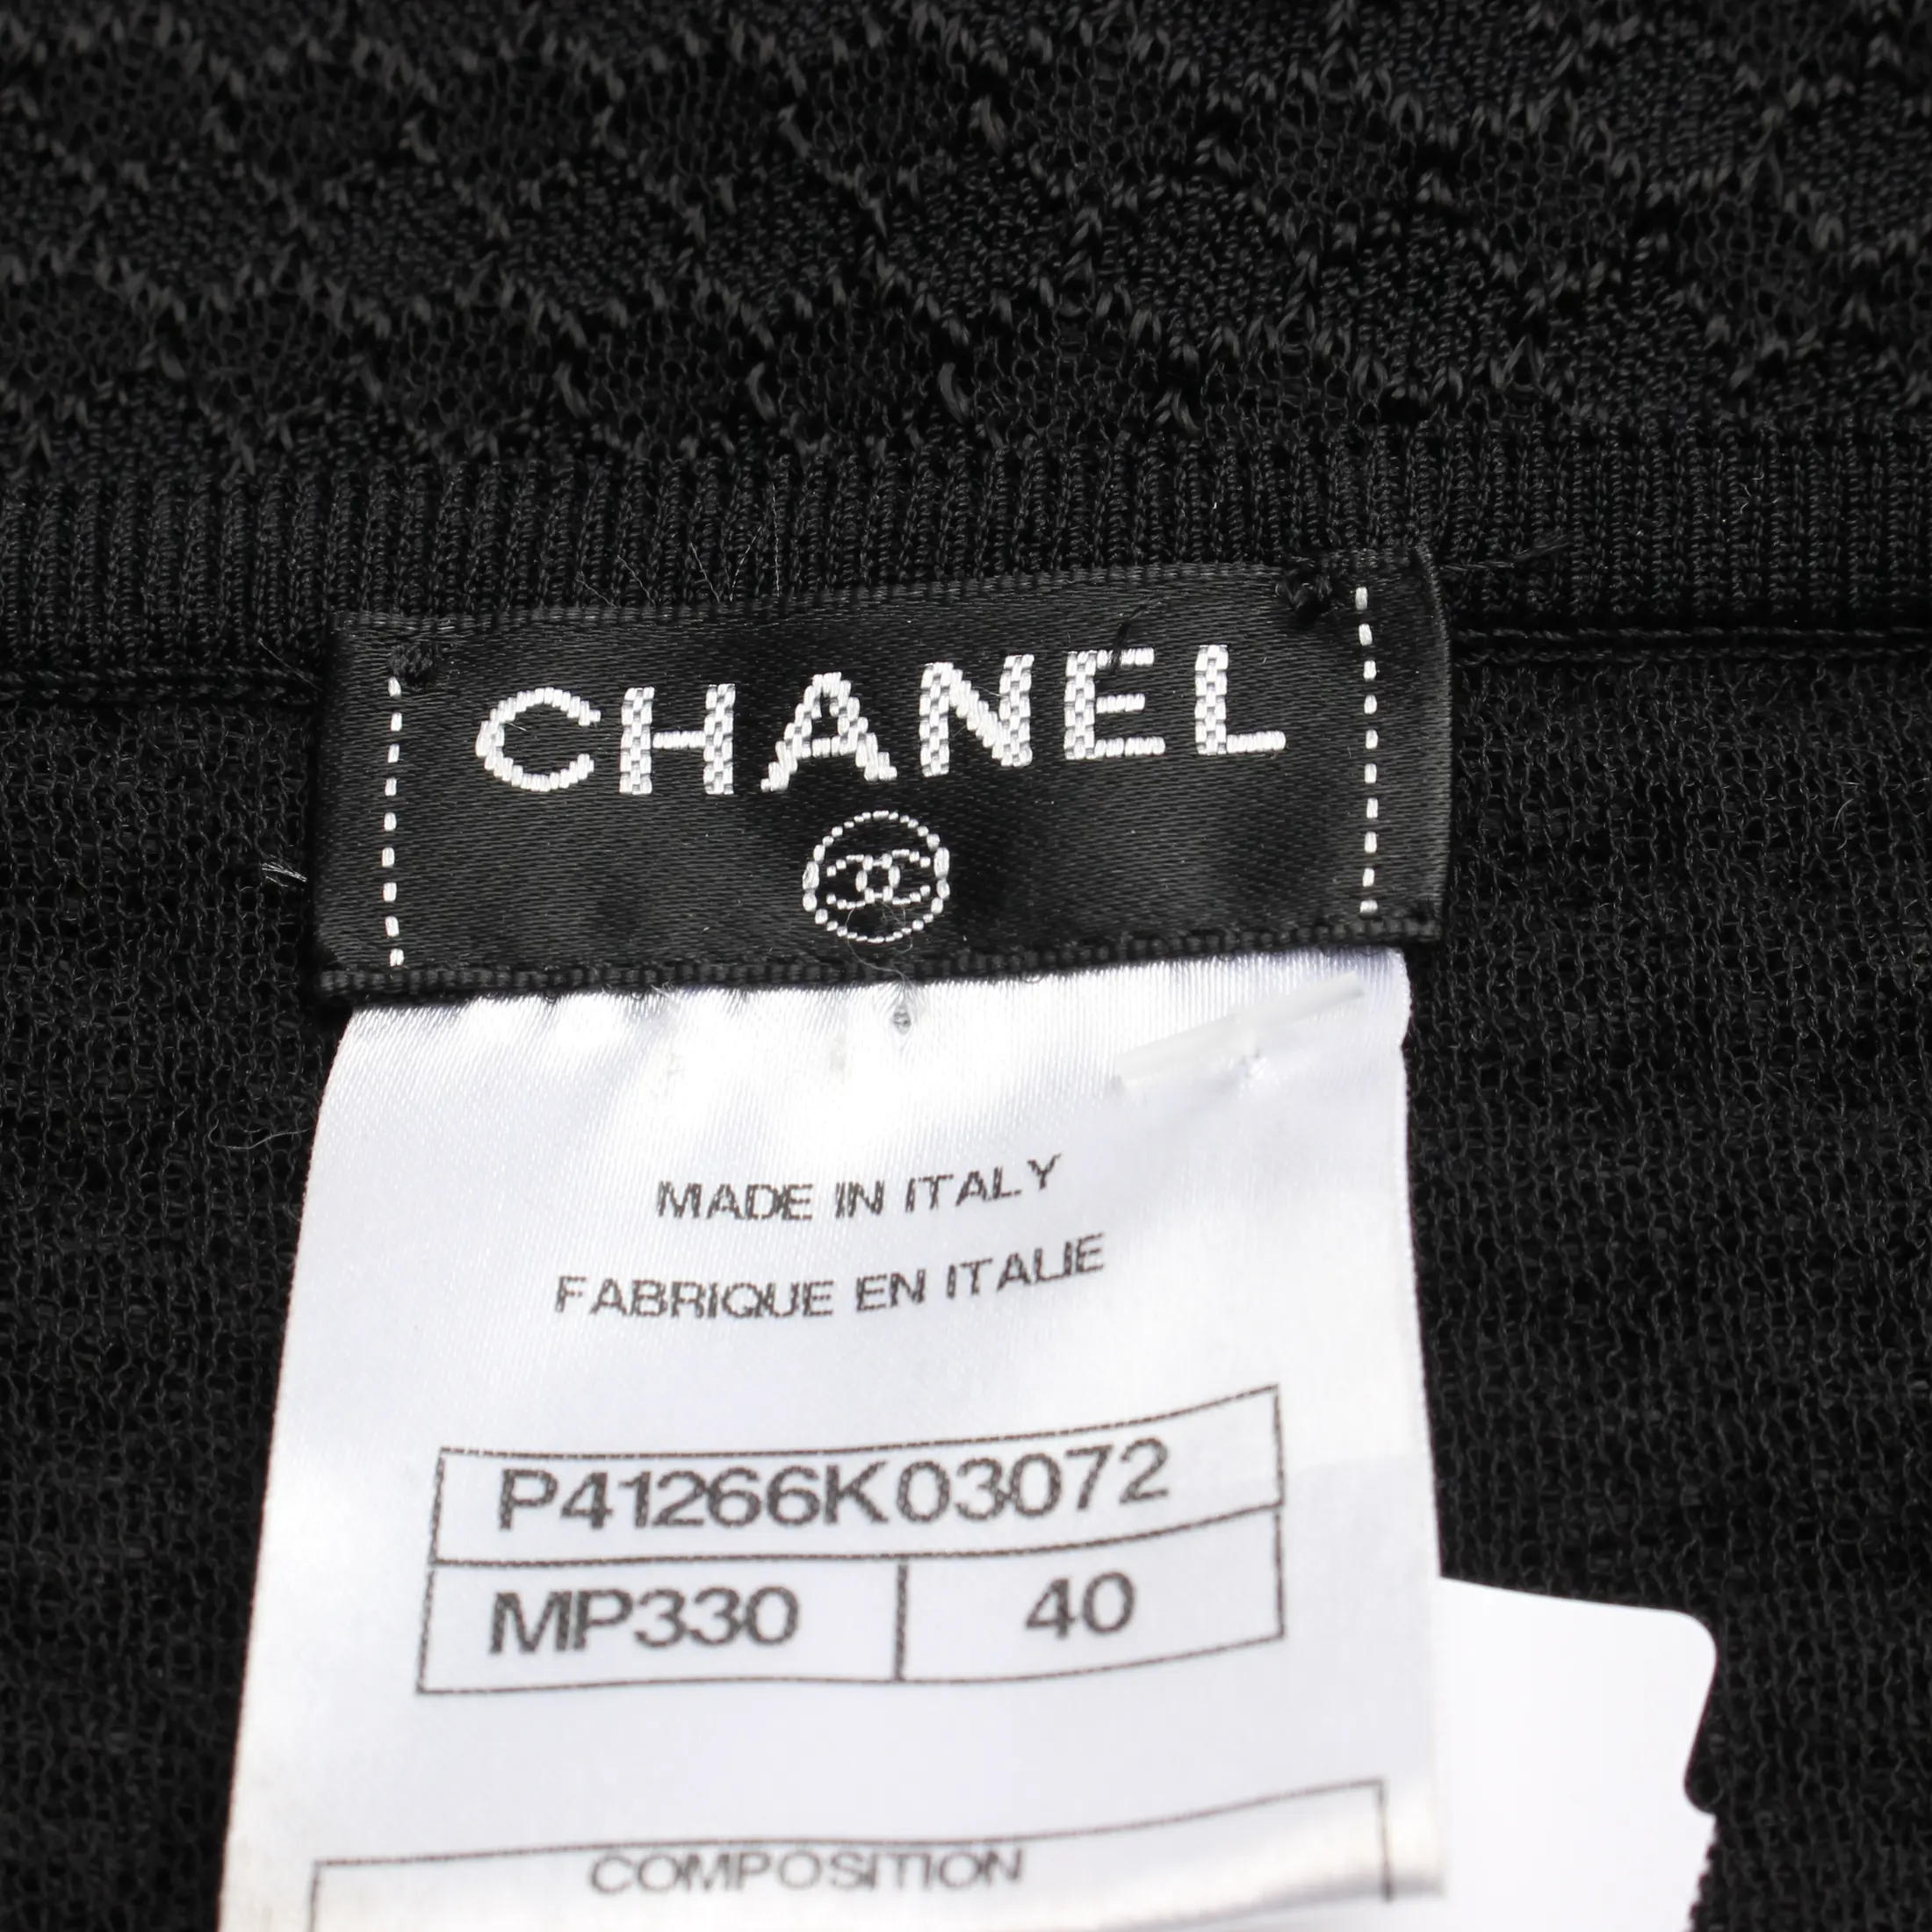 CHANEL
MADE IN ITALY
FABRIQUE EN ITALIE
P41266K03072
MP330 40
COMPOSITION